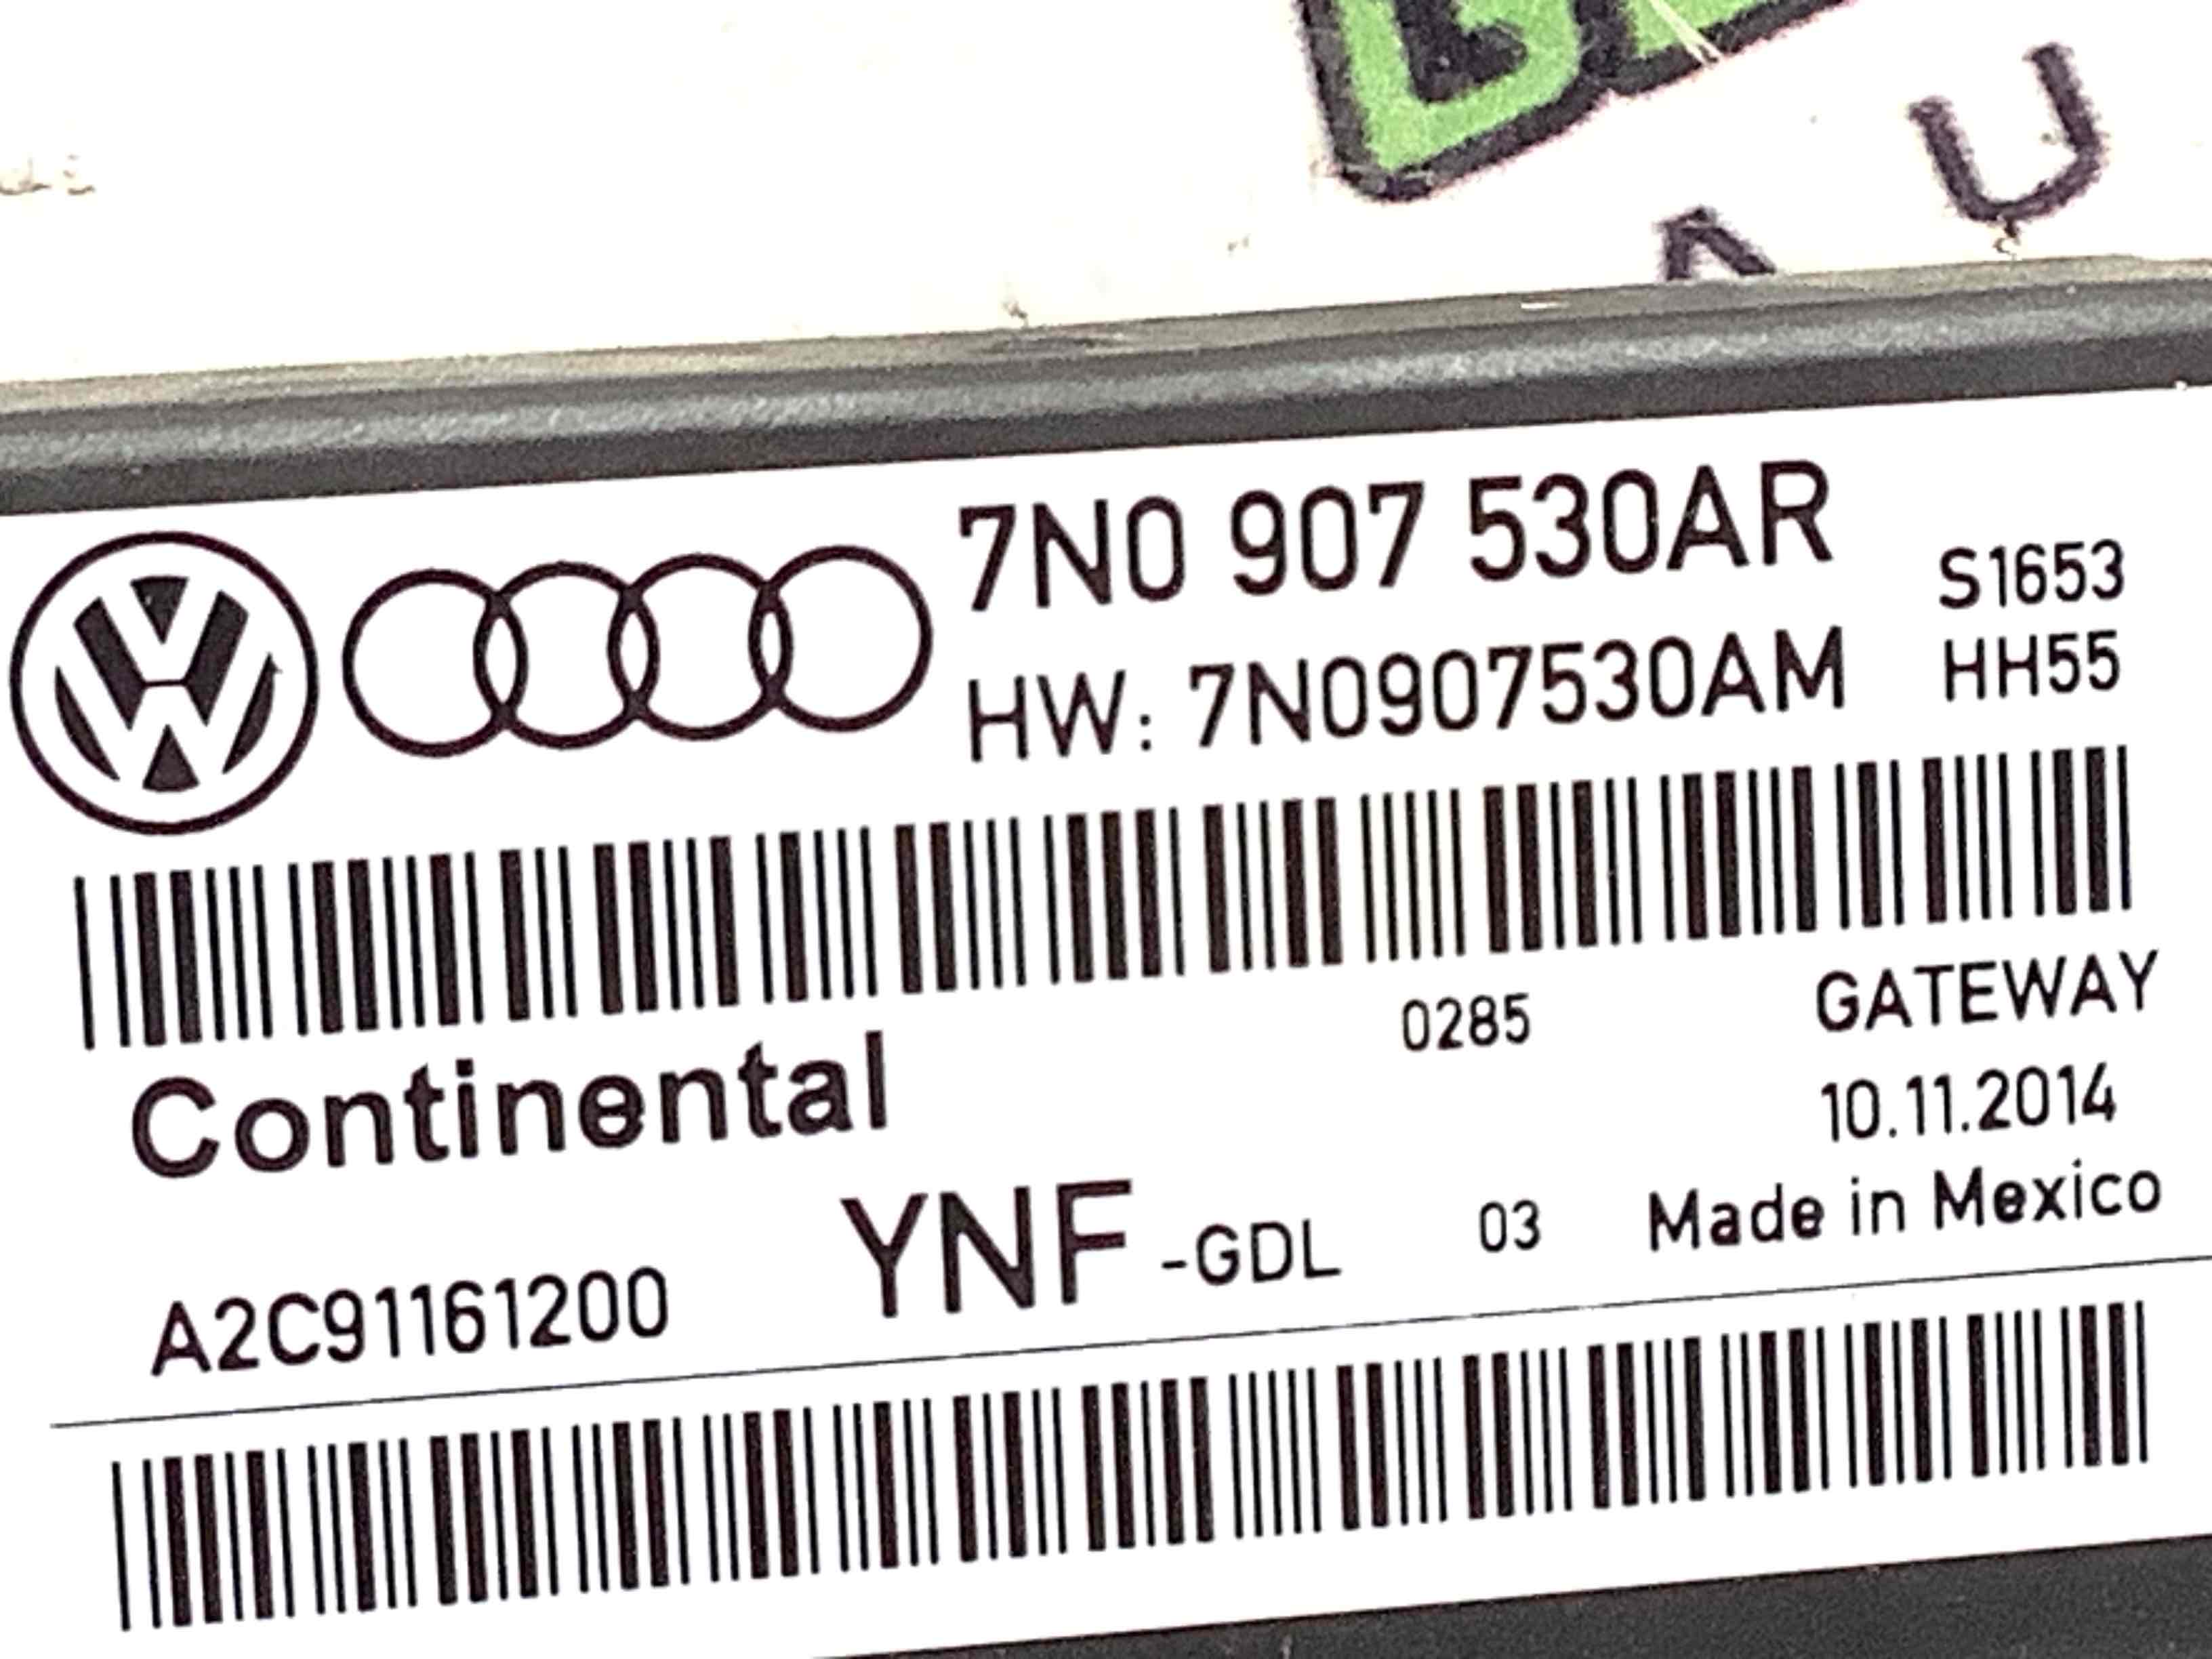 U
7N0 907 530AR
S1653
HW: 7N0907530AM
HH55
0285
GATEWAY
Continental
10.11.2014
YNF -GDL
03
Made in Mexico
A2C91161200